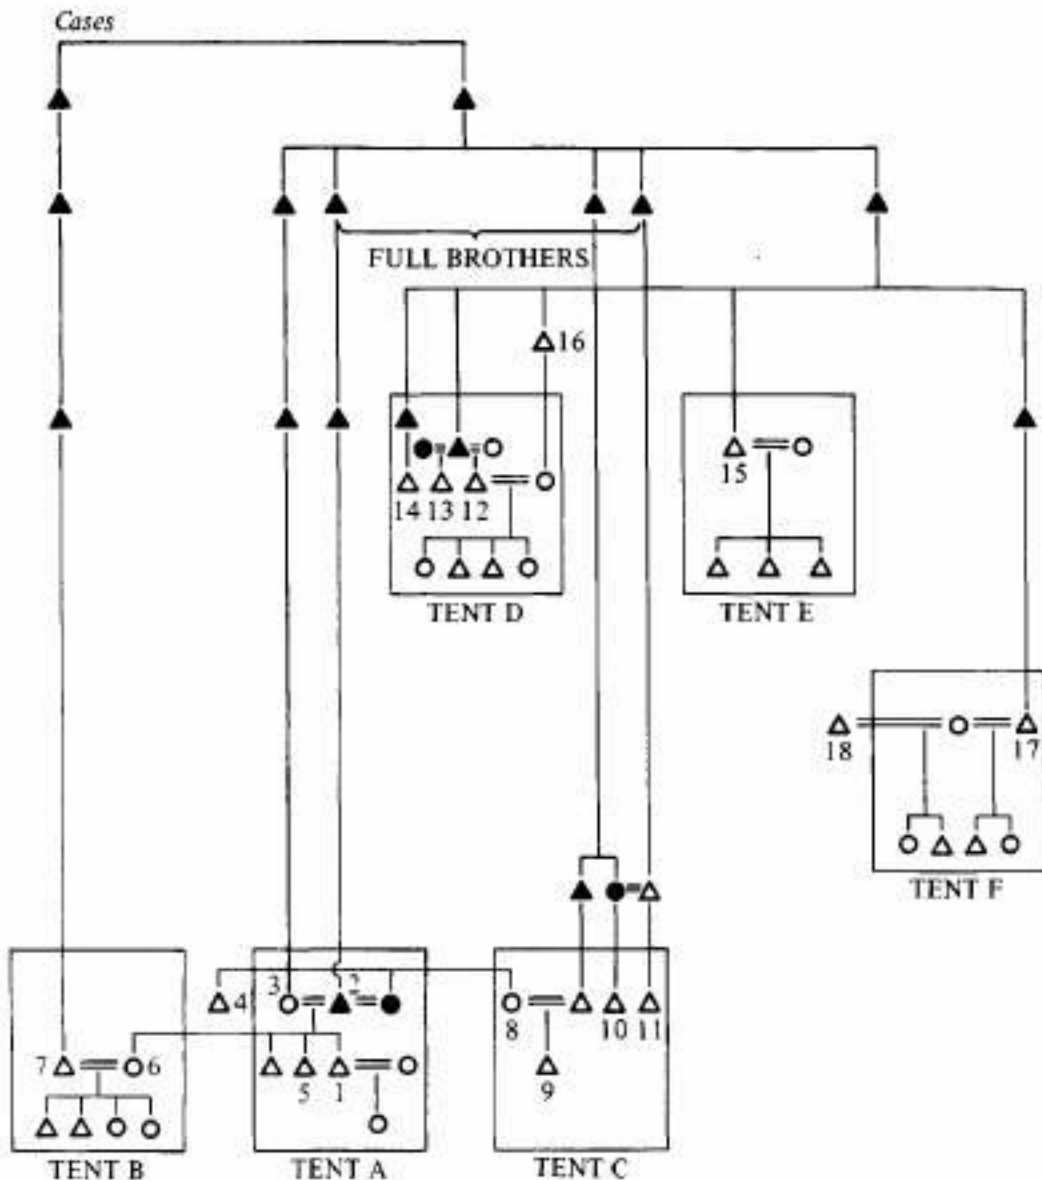 Cases
FULL BROTHERS
16
14 13 12
15
TENT D
TENT E
18
17
TENT F
3 2
4
8 10 11
7 6
5 1
9
TENT B
TENT A
TENT C